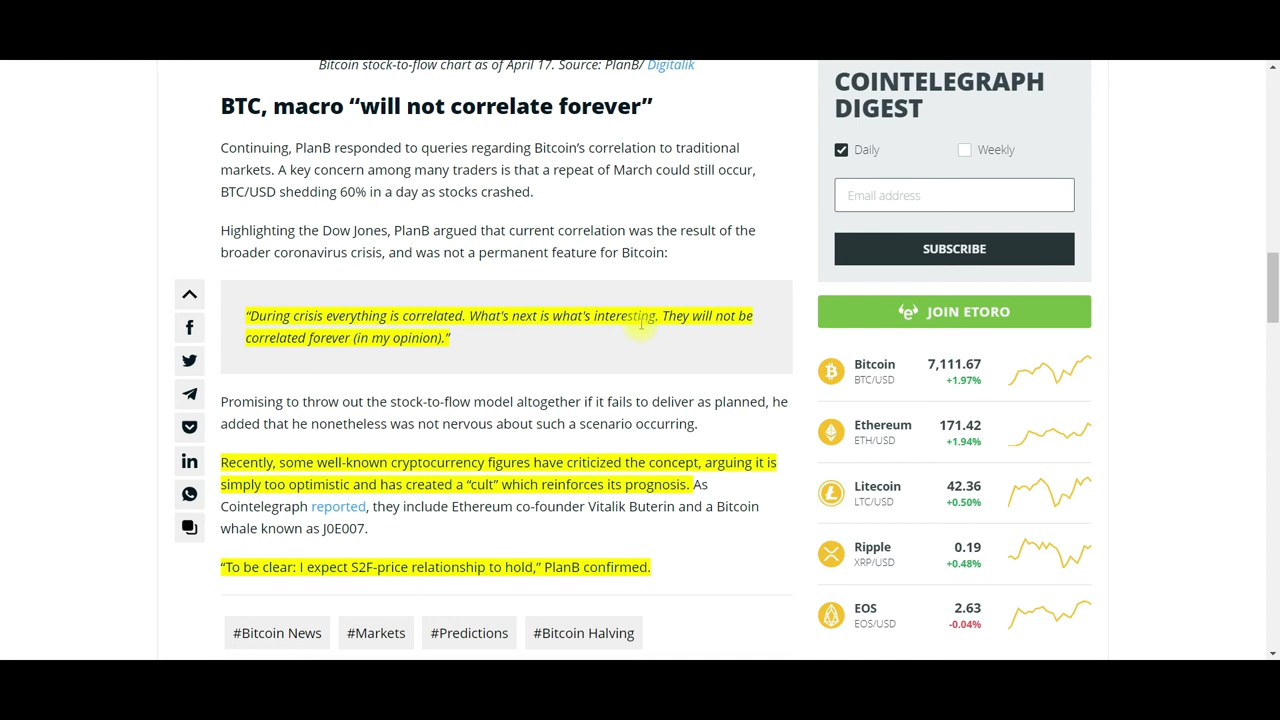 Bitcoin stock-to-flow chart as of April 17. Source: PlanB/ Digitalik
BTC, macro “will not correlate forever”
Continuing, PlanB responded to queries regarding Bitcoin’s correlation to traditional
markets. A key concern among many traders is that a repeat of March could still occur,
BTC/USD shedding 60% in a day as stocks crashed.
Highlighting the Dow Jones, PlanB argued that current correlation was the result of the
broader coronavirus crisis, and was not a permanent feature for Bitcoin:
“During crisis everything is correlated. What's next is what's interesting. They will not be
correlated forever (in my opinion).”
Promising to throw out the stock-to-flow model altogether if it fails to deliver as planned, he
added that he nonetheless was not nervous about such a scenario occurring.
Recently, some well-known cryptocurrency figures have criticized the concept, arguing it is
simply too optimistic and has created a “cult” which reinforces its prognosis. As
Cointelegraph reported, they include Ethereum co-founder Vitalik Buterin and a Bitcoin
whale known as J0E007.
“To be clear: I expect S2F-price relationship to hold,” PlanB confirmed.
#Bitcoin News #Markets #Predictions #Bitcoin Halving
COINTELEGRAPH
DIGEST
Daily Weekly
Email address
SUBSCRIBE
JOIN ETORO
Bitcoin 7,111.67
BTC/USD +1.97%
Ethereum 171.42
ETH/USD +1.94%
Litecoin 42.36
LTC/USD +0.50%
Ripple 0.19
XRP/USD +0.48%
EOS 2.63
EOS/USD -0.04%